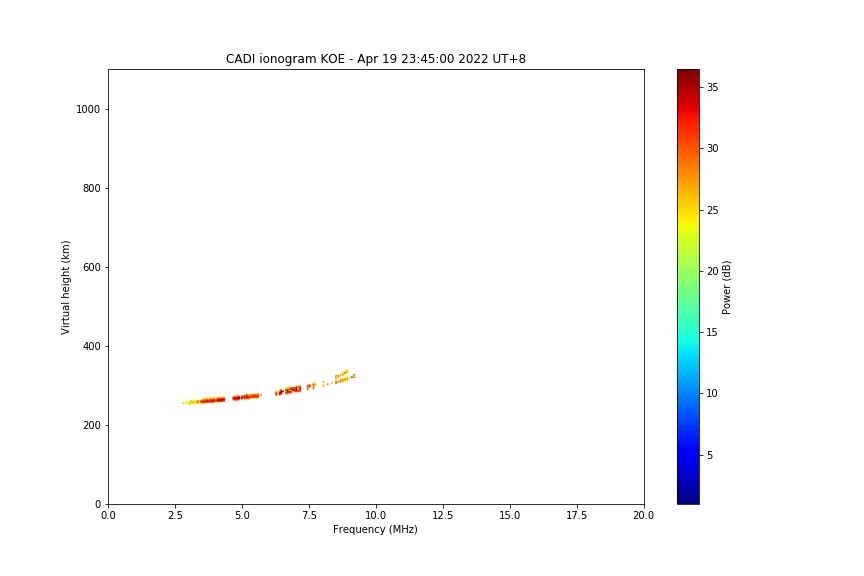 CADI ionogram KOE - Apr 19 23:45:00 2022 UT+8
1000
800
600
400
200
0
Virtual height (km)
0.0 2.5 5.0 7.5 10.0 12.5 15.0 17.5 20.0
Frequency (MHz)
35
30
25
20
15
10
5
Power (dB)